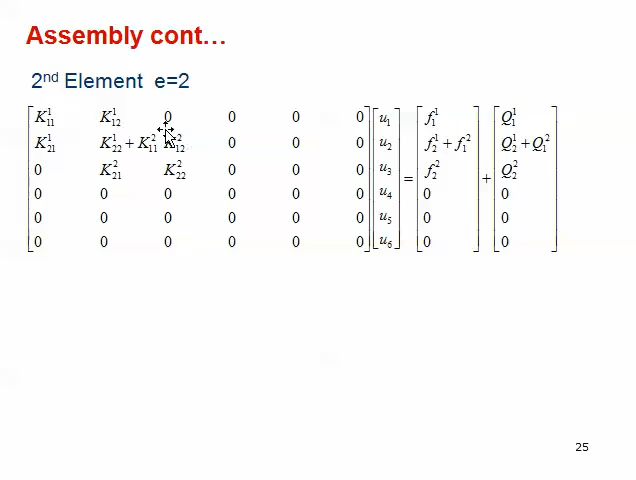 Assembly cont…
2nd Element e=2
K¹₁₁ K¹₁₂ 0 0 0 0 u₁ f¹₁ Q¹₁
K¹₂₁ K¹₂₂ + K²₁₁ K²₁₂ 0 0 0 u₂ f¹₂ + f²₁ Q¹₂ + Q²₁
0 K²₂₁ K²₂₂ 0 0 0 u₃ = f²₂ + Q²₂
0 0 0 0 0 0 u₄ 0 0
0 0 0 0 0 0 u₅ 0 0
0 0 0 0 0 0 u₆ 0 0
25